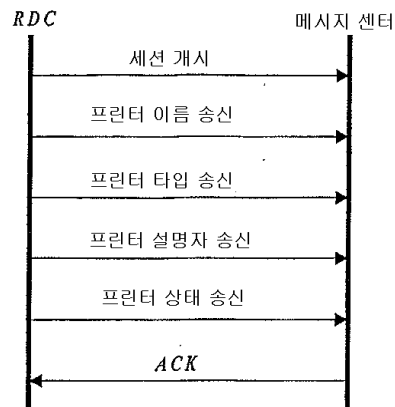 RDC
메시지 센터
세션 개시
프린터 이름 송신
프린터 타입 송신
프린터 설명자 송신
프린터 상태 송신
ACK